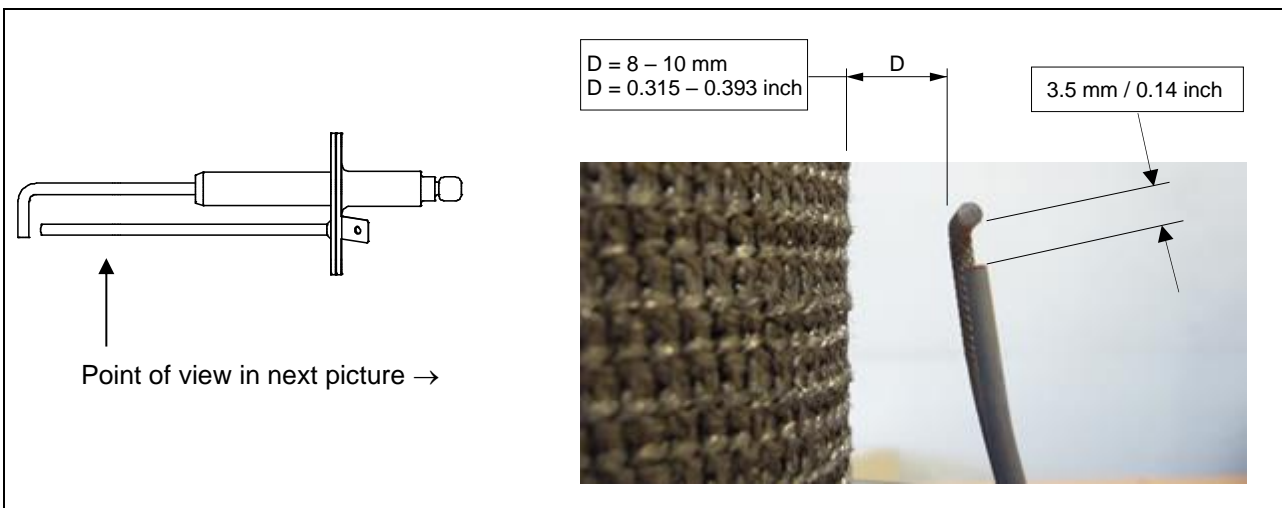 D = 8 – 10 mm
D = 0.315 – 0.393 inch
D
3.5 mm / 0.14 inch
Point of view in next picture →